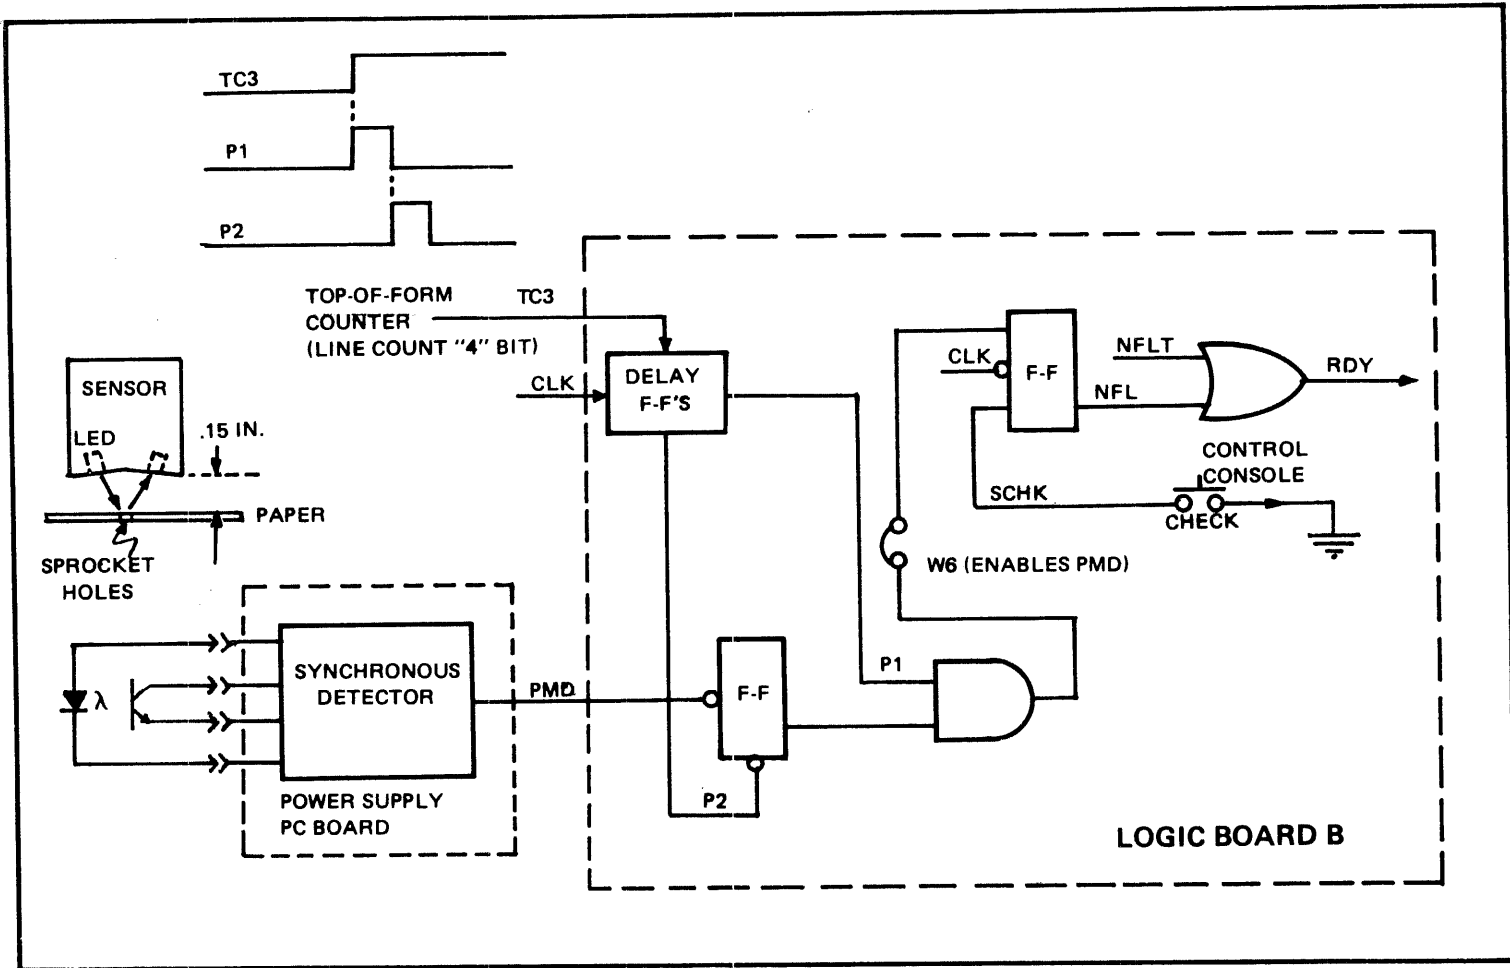 TC3
P1
P2
TOP-OF-FORM
COUNTER
(LINE COUNT "4" BIT)
TC3
CLK
DELAY
F-F'S
SENSOR
LED
.15 IN.
PAPER
SPROCKET
HOLES
λ
SYNCHRONOUS
DETECTOR
POWER SUPPLY
PC BOARD
PMD
F-F
P2
P1
W6 (ENABLES PMD)
CLK
F-F
NFLT
NFL
RDY
SCHK
CONTROL
CONSOLE
CHECK
LOGIC BOARD B